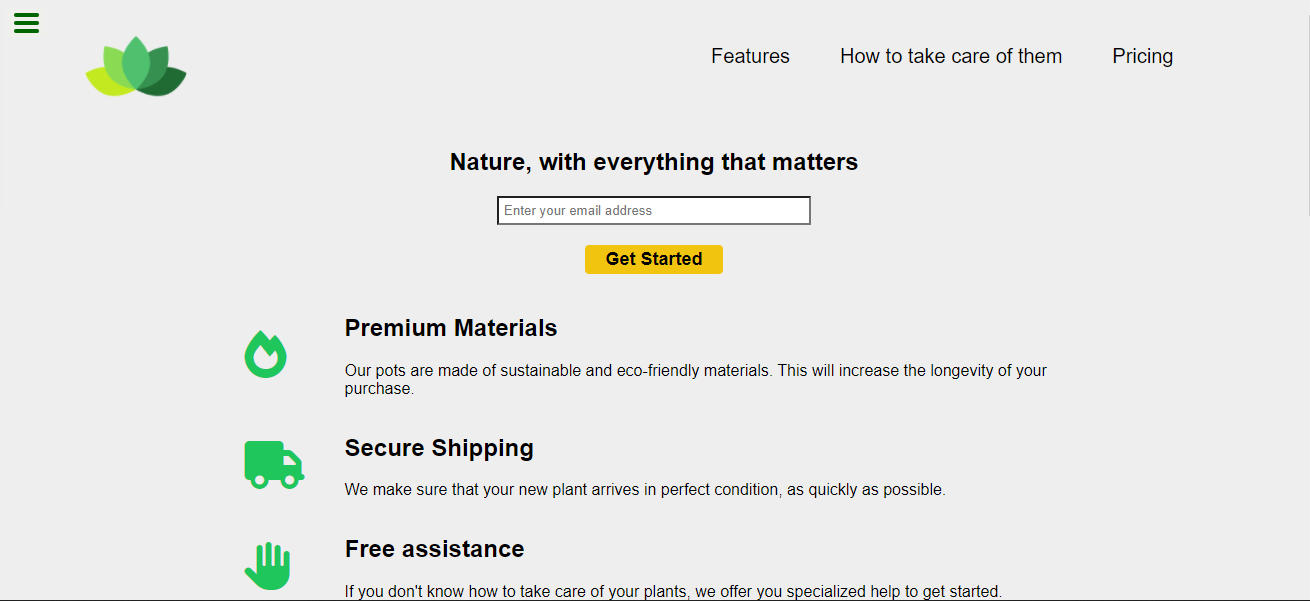 Features
How to take care of them
Pricing
Nature, with everything that matters
Enter your email address
Get Started
Premium Materials
Our pots are made of sustainable and eco-friendly materials. This will increase the longevity of your
purchase.
Secure Shipping
We make sure that your new plant arrives in perfect condition, as quickly as possible.
Free assistance
If you don't know how to take care of your plants, we offer you specialized help to get started.